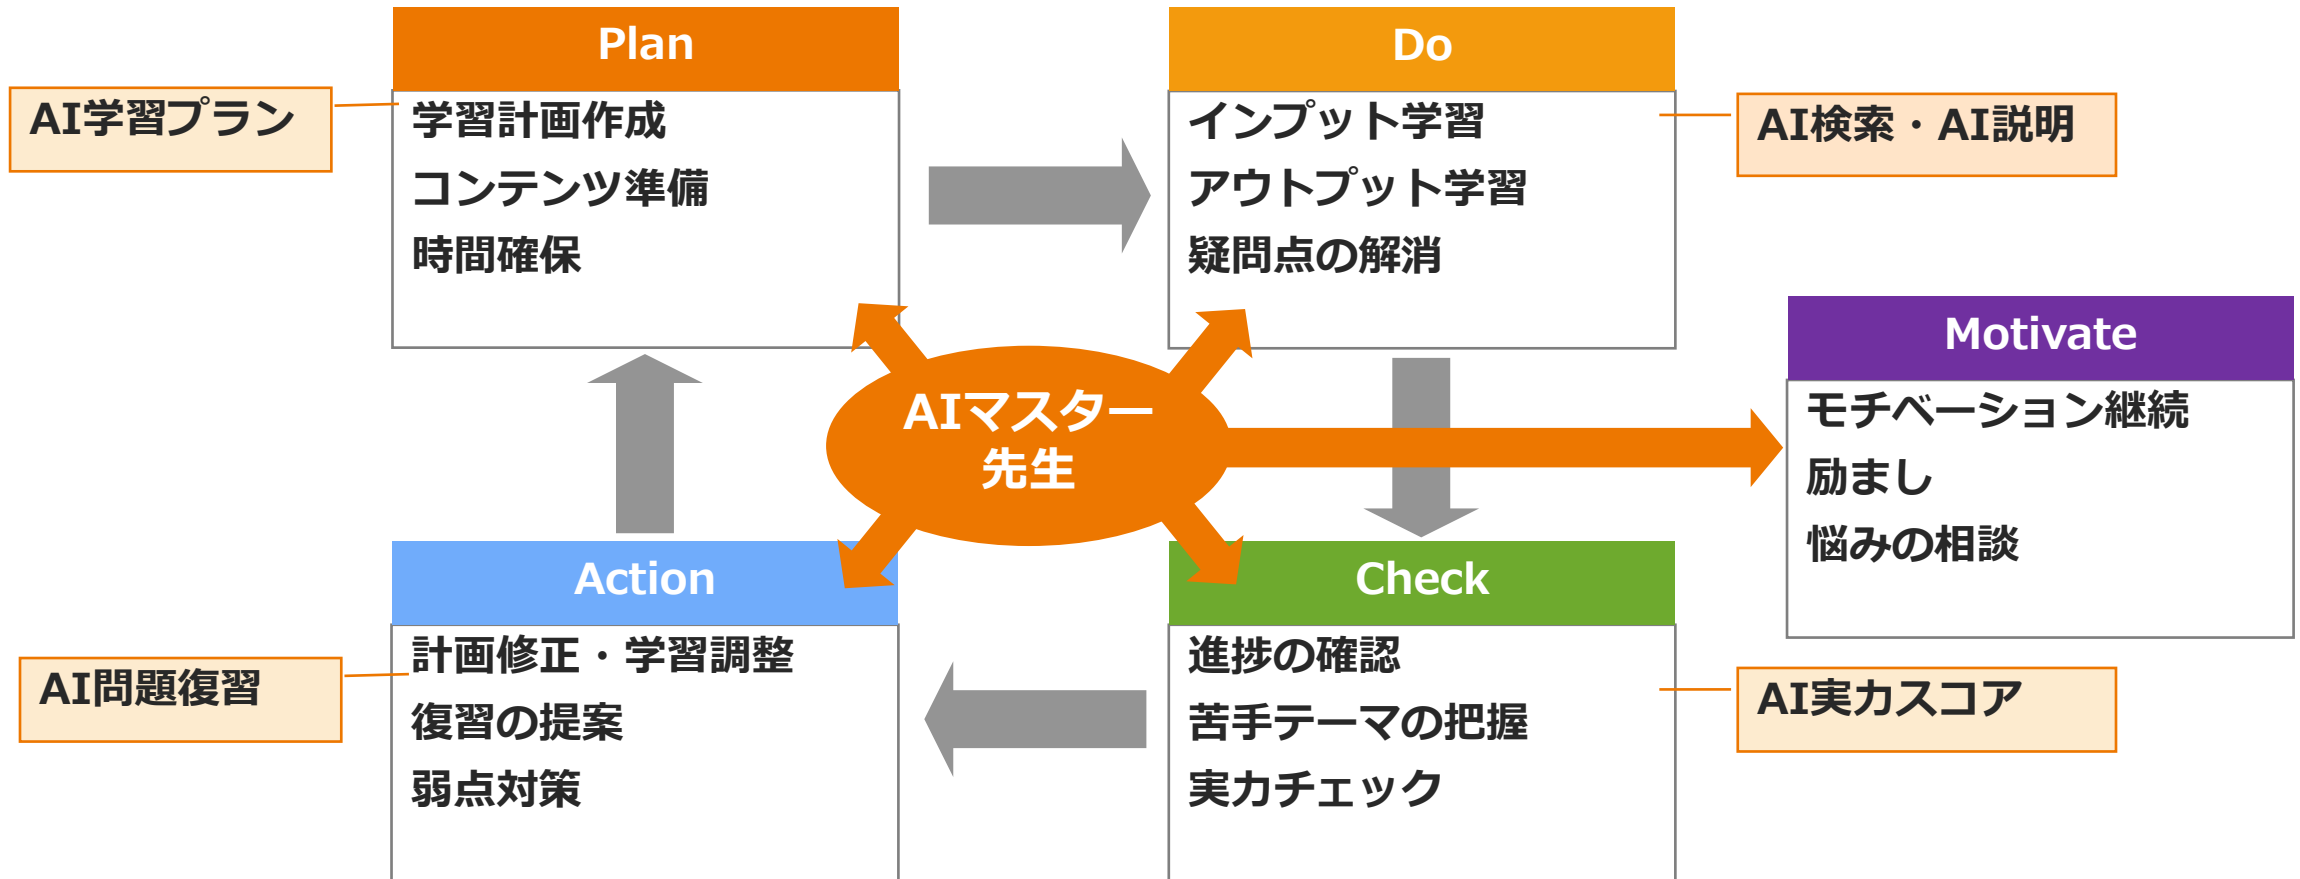 Plan
AI学習プラン
学習計画作成
コンテンツ準備
時間確保
Do
インプット学習
アウトプット学習
疑問点の解消
AI検索・AI説明
Motivate
モチベーション継続
励まし
悩みの相談
AIマスター
先生
Action
計画修正・学習調整
復習の提案
弱点対策
AI問題復習
Check
進捗の確認
苦手テーマの把握
実力チェック
AI実力スコア